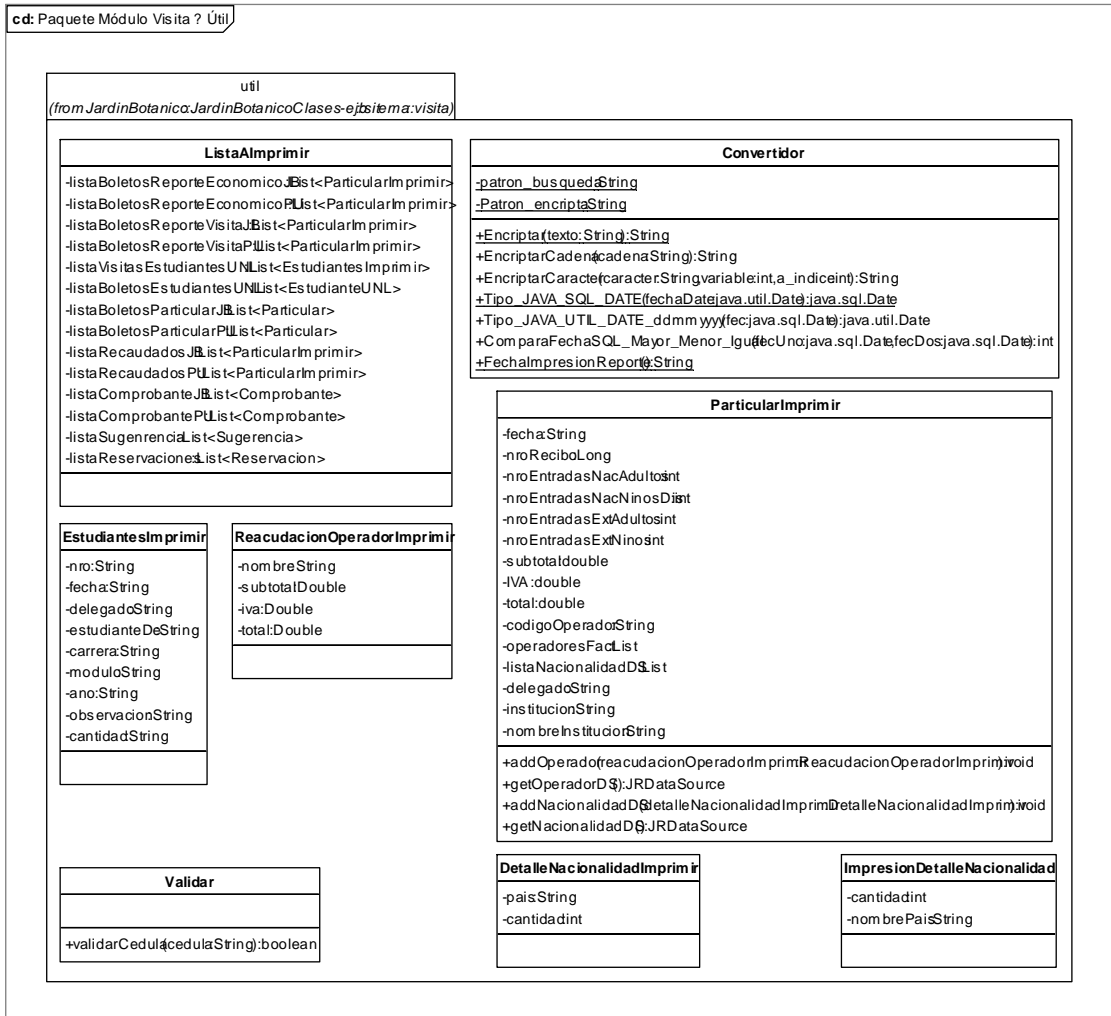 cd: Paquete Módulo Visita ? Útil
util
(from JardinBotanico:JardinBotanicoClases-ejb:sitema:visita)
ListaAImprimir
-listaBoletosReporteEconomicoJB:List<ParticularImprimir>
-listaBoletosReporteEconomicoPU:List<ParticularImprimir>
-listaBoletosReporteVisitaJB:List<ParticularImprimir>
-listaBoletosReporteVisitaPU:List<ParticularImprimir>
-listaVisitasEstudiantesUNL:List<EstudiantesImprimir>
-listaBoletosEstudiantesUNL:List<EstudianteUNL>
-listaBoletosParticularJB:List<Particular>
-listaBoletosParticularPU:List<Particular>
-listaRecaudadosJB:List<ParticularImprimir>
-listaRecaudadosPU:List<ParticularImprimir>
-listaComprobanteJB:List<Comprobante>
-listaComprobantePU:List<Comprobante>
-listaSugenrencia:List<Sugerencia>
-listaReservaciones:List<Reservacion>
Convertidor
-patron_busqueda:String
-Patron_encripta:String
+Encriptar(texto:String):String
+EncriptarCadena(cadena:String):String
+EncriptarCaracter(caracter:String,variable:int,a_indice:int):String
+Tipo_JAVA_SQL_DATE(fechaDate:java.util.Date):java.sql.Date
+Tipo_JAVA_UTIL_DATE_ddmmyyyy(fec:java.sql.Date):java.util.Date
+ComparaFechaSQL_Mayor_Menor_Igual(fecUno:java.sql.Date,fecDos:java.sql.Date):int
+FechaImpresionReporte():String
ParticularImprimir
-fecha:String
-nroRecibo:Long
-nroEntradasNacAdultos:int
-nroEntradasNacNinosDis:int
-nroEntradasExtAdultos:int
-nroEntradasExtNinos:int
-subtotal:double
-IVA:double
-total:double
-codigoOperador:String
-operadoresFact:List
-listaNacionalidadDS:List
-delegado:String
-institucion:String
-nombreInstitucion:String
+addOperador(reacudacionOperadorImprimir:ReacudacionOperadorImprimir):void
+getOperadorDS():JRDataSource
+addNacionalidadDS(detalleNacionalidadImprimir:DetalleNacionalidadImprimir):void
+getNacionalidadDS():JRDataSource
EstudiantesImprimir
-nro:String
-fecha:String
-delegado:String
-estudianteDe:String
-carrera:String
-modulo:String
-ano:String
-observacion:String
-cantidad:String
ReacudacionOperadorImprimir
-nombre:String
-subtotal:Double
-iva:Double
-total:Double
Validar
+validarCedula(cedula:String):boolean
DetalleNacionalidadImprimir
-pais:String
-cantidad:int
ImpresionDetalleNacionalidad
-cantidad:int
-nombrePais:String